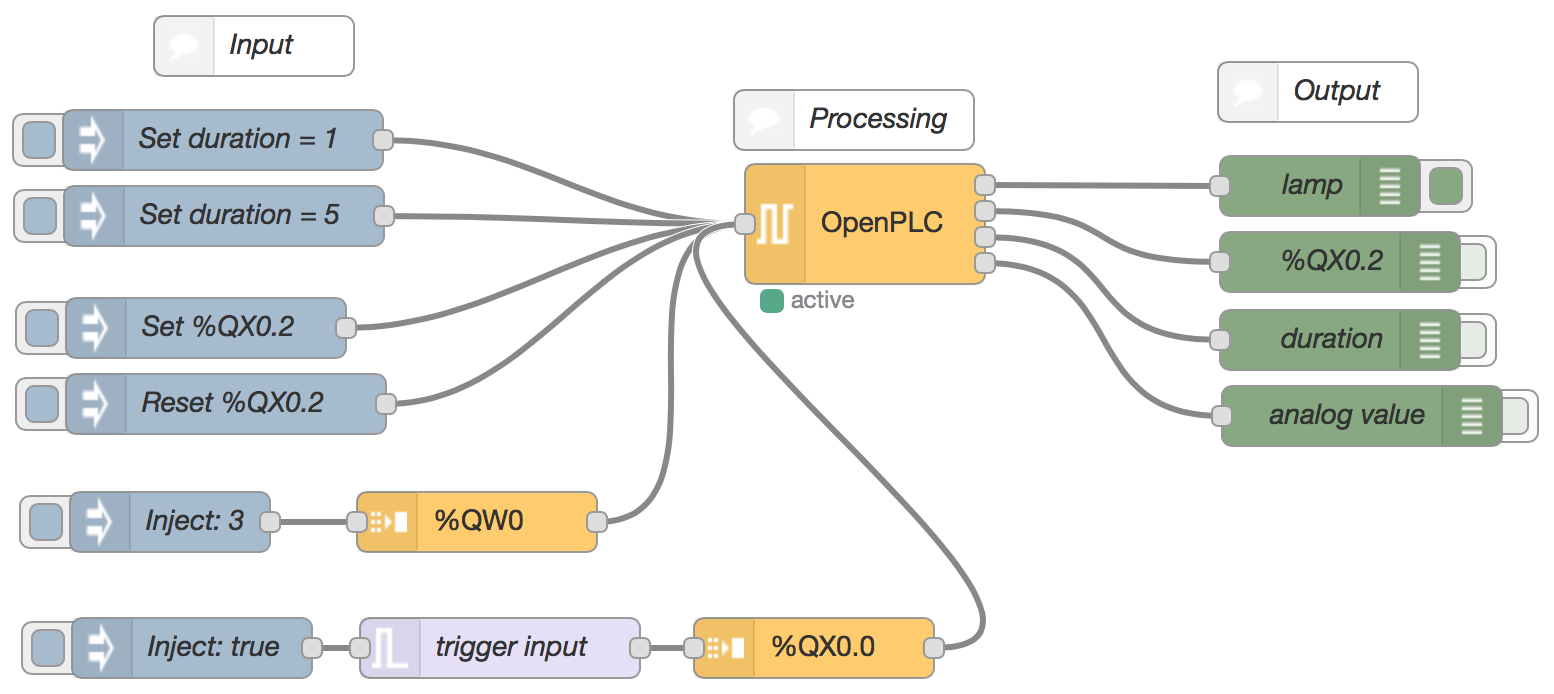 Input
Set duration = 1
Set duration = 5
Set %QX0.2
Reset %QX0.2
Inject: 3
%QW0
Inject: true
trigger input
%QX0.0
Processing
OpenPLC
active
Output
lamp
%QX0.2
duration
analog value